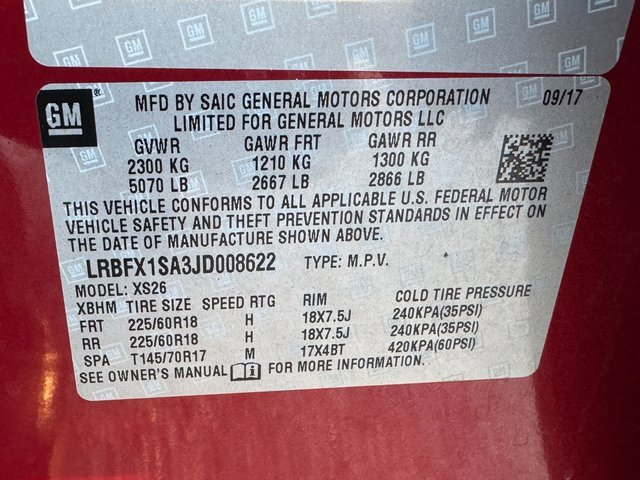 GM GM GM
GM ®
MFD BY SAIC GENERAL MOTORS CORPORATION 09/17
LIMITED FOR GENERAL MOTORS LLC
GVWR GAWR FRT GAWR RR
2300 KG 1210 KG 1300 KG
5070 LB 2667 LB 2866 LB
THIS VEHICLE CONFORMS TO ALL APPLICABLE U.S. FEDERAL MOTOR
VEHICLE SAFETY AND THEFT PREVENTION STANDARDS IN EFFECT ON
THE DATE OF MANUFACTURE SHOWN ABOVE.
LRBFX1SA3JD008622 TYPE: M.P.V.
MODEL: XS26
XBHM TIRE SIZE SPEED RTG RIM COLD TIRE PRESSURE
FRT 225/60R18 H 18X7.5J 240KPA(35PSI)
RR 225/60R18 H 18X7.5J 240KPA(35PSI)
SPA T145/70R17 M 17X4BT 420KPA(60PSI)
SEE OWNER'S MANUAL i FOR MORE INFORMATION.